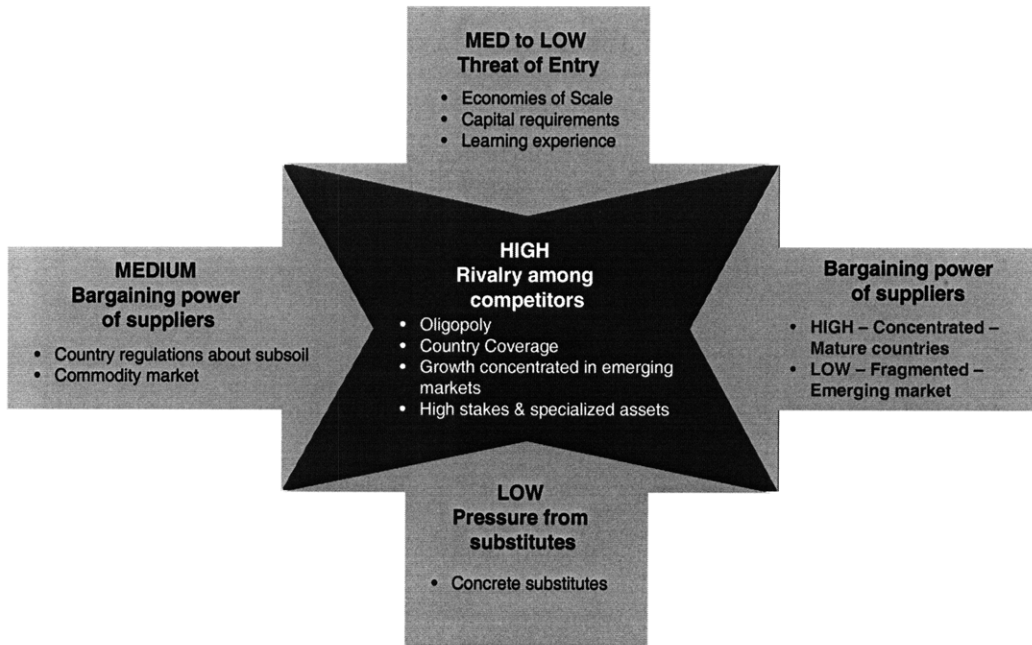 MED to LOW
Threat of Entry
• Economies of Scale
• Capital requirements
• Learning experience
MEDIUM
Bargaining power
of suppliers
• Country regulations about subsoil
• Commodity market
HIGH
Rivalry among
competitors
• Oligopoly
• Country Coverage
• Growth concentrated in emerging
markets
• High stakes & specialized assets
Bargaining power
of suppliers
• HIGH – Concentrated –
Mature countries
• LOW – Fragmented –
Emerging market
LOW
Pressure from
substitutes
• Concrete substitutes